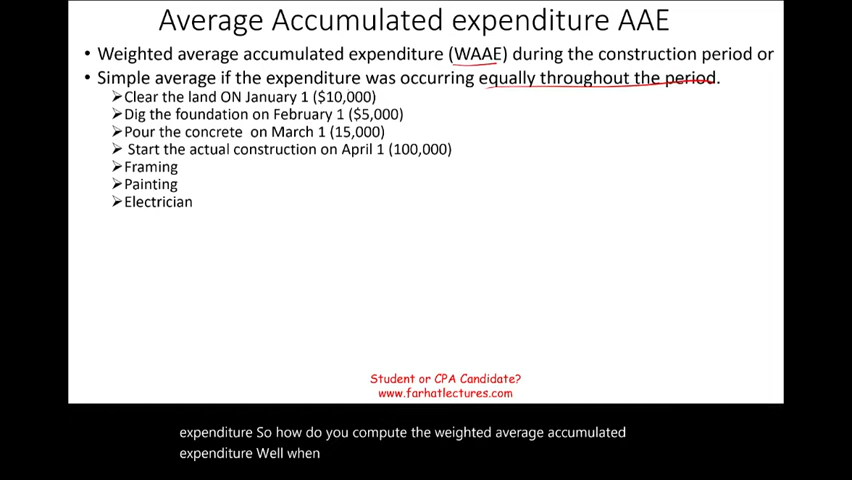 Average Accumulated expenditure AAE
• Weighted average accumulated expenditure (WAAE) during the construction period or
• Simple average if the expenditure was occurring equally throughout the period.
➢Clear the land ON January 1 ($10,000)
➢Dig the foundation on February 1 ($5,000)
➢Pour the concrete on March 1 (15,000)
➢ Start the actual construction on April 1 (100,000)
➢Framing
➢Painting
➢Electrician
Student or CPA Candidate?
www.farhatlectures.com
expenditure So how do you compute the weighted average accumulated
expenditure Well when